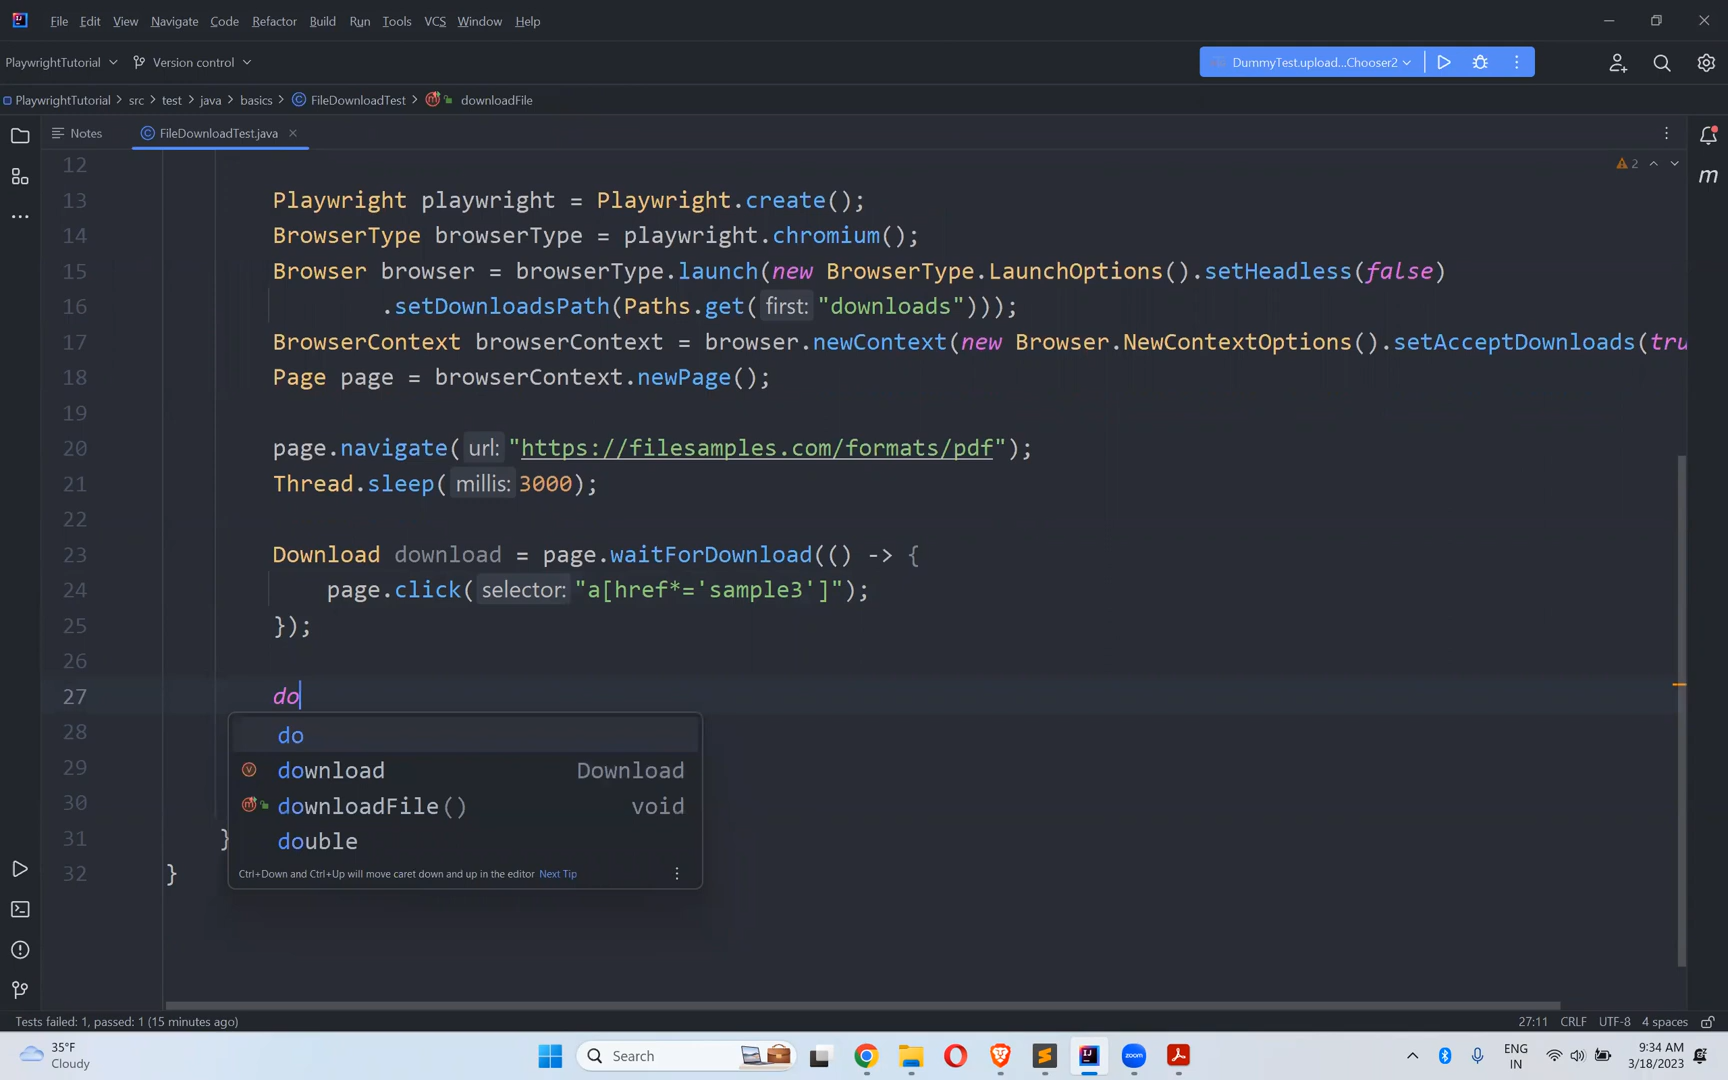 File Edit View Navigate Code Refactor Build Run Tools VCS Window Help
PlaywrightTutorial Version control DummyTest.upload...Chooser2
PlaywrightTutorial src test java basics FileDownloadTest downloadFile
Notes FileDownloadTest.java
12 2
13 Playwright playwright = Playwright.create();
14 BrowserType browserType = playwright.chromium();
15 Browser browser = browserType.launch(new BrowserType.LaunchOptions().setHeadless(false)
16 .setDownloadsPath(Paths.get( first: "downloads")));
17 BrowserContext browserContext = browser.newContext(new Browser.NewContextOptions().setAcceptDownloads(tru
18 Page page = browserContext.newPage();
19
20 page.navigate( url: "https://filesamples.com/formats/pdf");
21 Thread.sleep( millis: 3000);
22
23 Download download = page.waitForDownload(() -> {
24 page.click( selector: "a[href*='sample3']");
25 });
26
27 do
28 do
29 download Download
30 downloadFile() void
31 } double
32 } Ctrl+Down and Ctrl+Up will move caret down and up in the editor Next Tip
Tests failed: 1, passed: 1 (15 minutes ago) 27:11 CRLF UTF-8 4 spaces
35°F
Cloudy
Search
zoom
ENG
IN
9:34 AM
3/18/2023